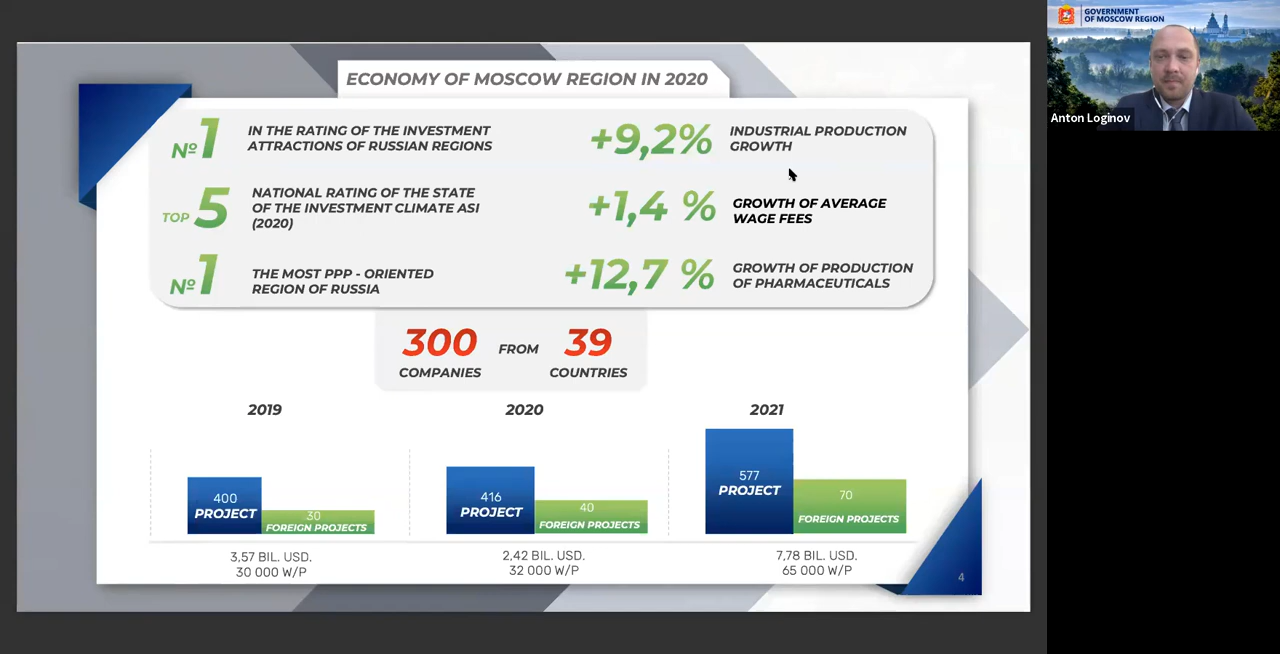 GOVERNMENT
OF MOSCOW REGION
Anton Loginov
ECONOMY OF MOSCOW REGION IN 2020
№1
IN THE RATING OF THE INVESTMENT
ATTRACTIONS OF RUSSIAN REGIONS
+9,2%
INDUSTRIAL PRODUCTION
GROWTH
TOP 5
NATIONAL RATING OF THE STATE
OF THE INVESTMENT CLIMATE ASI
(2020)
+1,4 %
GROWTH OF AVERAGE
WAGE FEES
№1
THE MOST PPP - ORIENTED
REGION OF RUSSIA
+12,7 %
GROWTH OF PRODUCTION
OF PHARMACEUTICALS
300 FROM 39
COMPANIES COUNTRIES
2019
400
PROJECT
30
FOREIGN PROJECTS
3,57 BIL. USD.
30 000 W/P
2020
416
PROJECT
40
FOREIGN PROJECTS
2,42 BIL. USD.
32 000 W/P
2021
577
PROJECT
70
FOREIGN PROJECTS
7,78 BIL. USD.
65 000 W/P
4